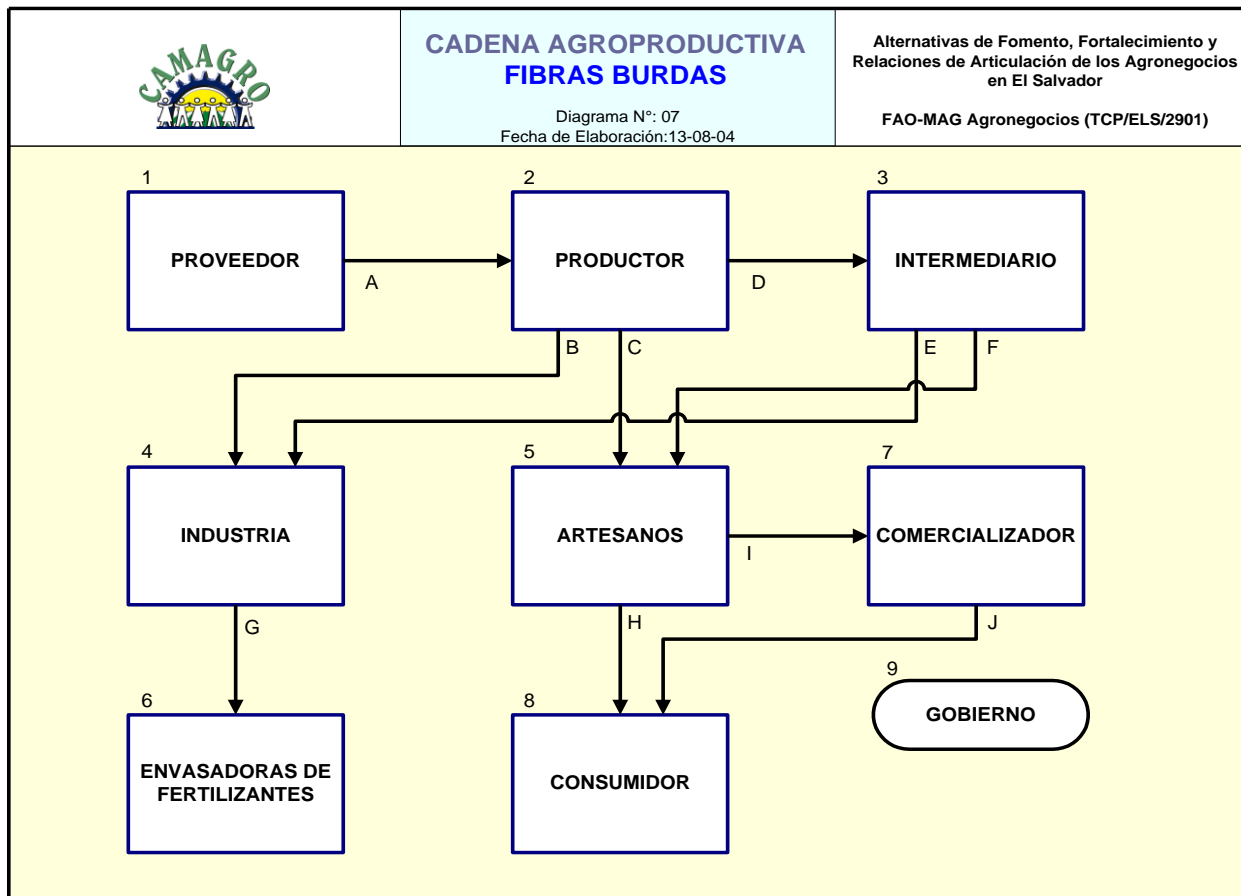 CAMAGRO
CADENA AGROPRODUCTIVA
FIBRAS BURDAS
Diagrama N°: 07
Fecha de Elaboración:13-08-04
Alternativas de Fomento, Fortalecimiento y
Relaciones de Articulación de los Agronegocios
en El Salvador
FAO-MAG Agronegocios (TCP/ELS/2901)
1
2
3
PROVEEDOR
A
PRODUCTOR
D
INTERMEDIARIO
B
C
E
F
4
5
7
INDUSTRIA
ARTESANOS
I
COMERCIALIZADOR
G
H
J
6
8
9
ENVASADORAS DE
FERTILIZANTES
CONSUMIDOR
GOBIERNO